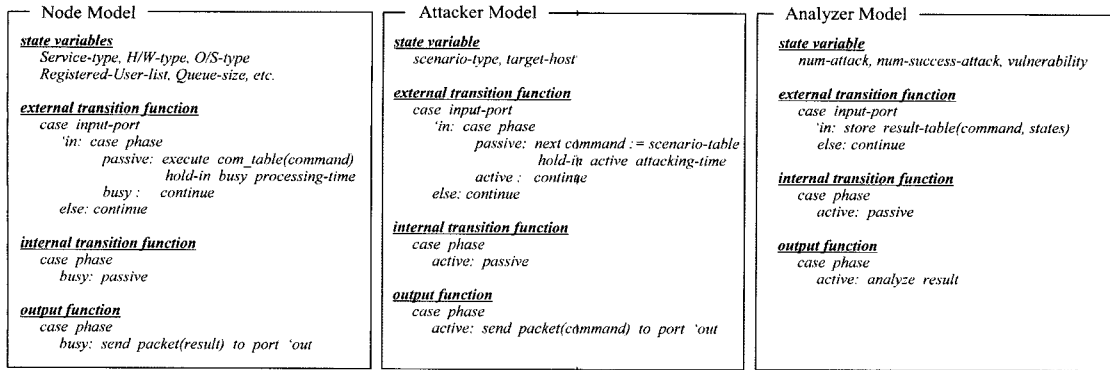 Node Model
state variables
Service-type, H/W-type, O/S-type
Registered-User-list, Queue-size, etc.
external transition function
case input-port
'in: case phase
passive: execute com_table(command)
hold-in busy processing-time
busy : continue
else: continue
internal transition function
case phase
busy: passive
output function
case phase
busy: send packet(result) to port 'out
Attacker Model
state variable
scenario-type, target-host
external transition function
case input-port
'in: case phase
passive: next command := scenario-table
hold-in active attacking-time
active : continue
else: continue
internal transition function
case phase
active: passive
output function
case phase
active: send packet(command) to port 'out
Analyzer Model
state variable
num-attack, num-success-attack, vulnerability
external transition function
case input-port
'in: store result-table(command, states)
else: continue
internal transition function
case phase
active: passive
output function
case phase
active: analyze result